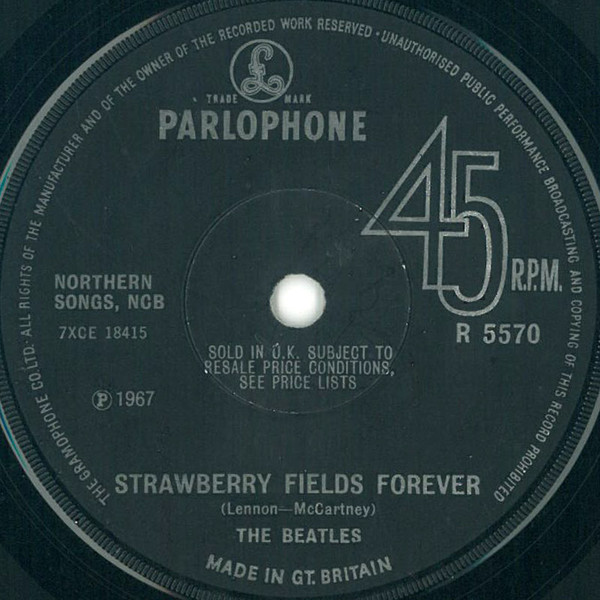 THE GRAMOPHONE CO. LTD. · ALL RIGHTS OF THE MANUFACTURER AND OF THE OWNER OF THE RECORDED WORK RESERVED · UNAUTHORISED PUBLIC PERFORMANCE BROADCASTING AND COPYING OF THIS RECORD PROHIBITED
£
TRADE MARK
PARLOPHONE
45 R.P.M.
R 5570
NORTHERN
SONGS, NCB
7XCE 18415
SOLD IN U.K. SUBJECT TO
RESALE PRICE CONDITIONS,
SEE PRICE LISTS
℗ 1967
STRAWBERRY FIELDS FOREVER
(Lennon—McCartney)
THE BEATLES
MADE IN GT. BRITAIN